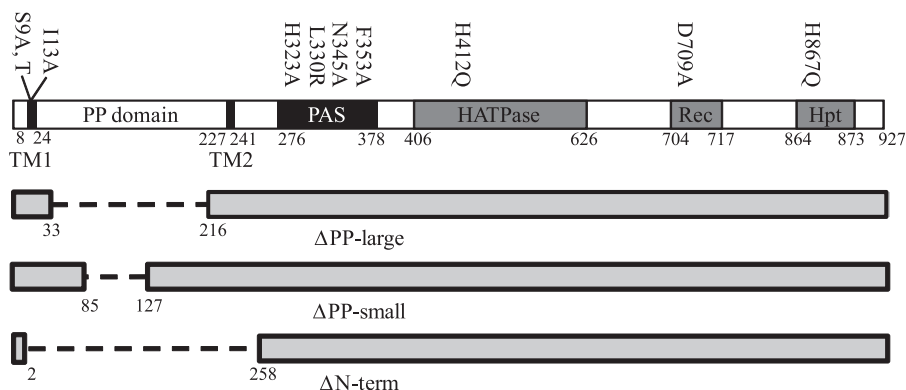 S9A, T
I13A
H323A
L330R
N345A
F353A
H412Q
D709A
H867Q
PP domain PAS HATPase Rec Hpt
8 24 227 241 276 378 406 626 704 717 864 873 927
TM1 TM2
33 216
ΔPP-large
85 127
ΔPP-small
2 258
ΔN-term